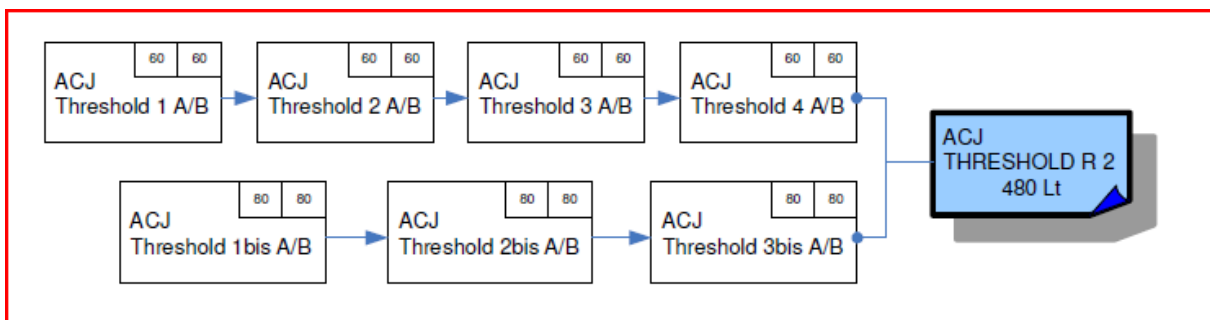 60 60
ACJ
Threshold 1 A/B
60 60
ACJ
Threshold 2 A/B
60 60
ACJ
Threshold 3 A/B
60 60
ACJ
Threshold 4 A/B
ACJ
THRESHOLD R 2
480 Lt
80 80
ACJ
Threshold 1bis A/B
80 80
ACJ
Threshold 2bis A/B
80 80
ACJ
Threshold 3bis A/B